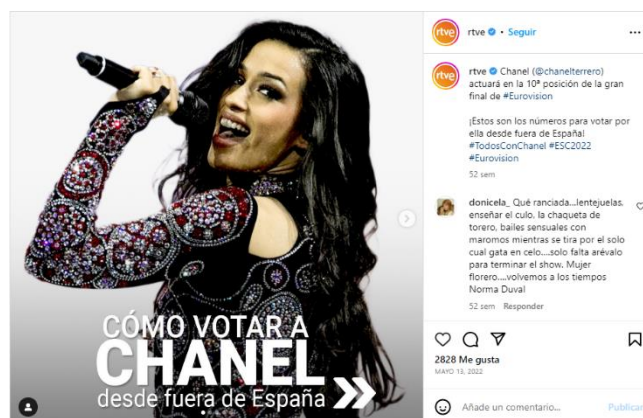 CÓMO VOTAR A
CHANEL
desde fuera de España
rtve
rtve • Seguir
rtve
rtve Chanel (@chanelterrero)
actuará en la 10ª posición de la gran
final de #Eurovision
¡Estos son los números para votar por
ella desde fuera de España!
#TodosConChanel #ESC2022
#Eurovision
52 sem
donicela_ Qué ranciada...lentejuelas,
enseñar el culo, la chaqueta de
torero, bailes sensuales con
maromos mientras se tira por el solo
cual gata en celo....solo falta arévalo
para terminar el show. Mujer
florero.....volvemos a los tiempos
Norma Duval
52 sem Responder
2828 Me gusta
MAYO 13, 2022
Añade un comentario... Publicar